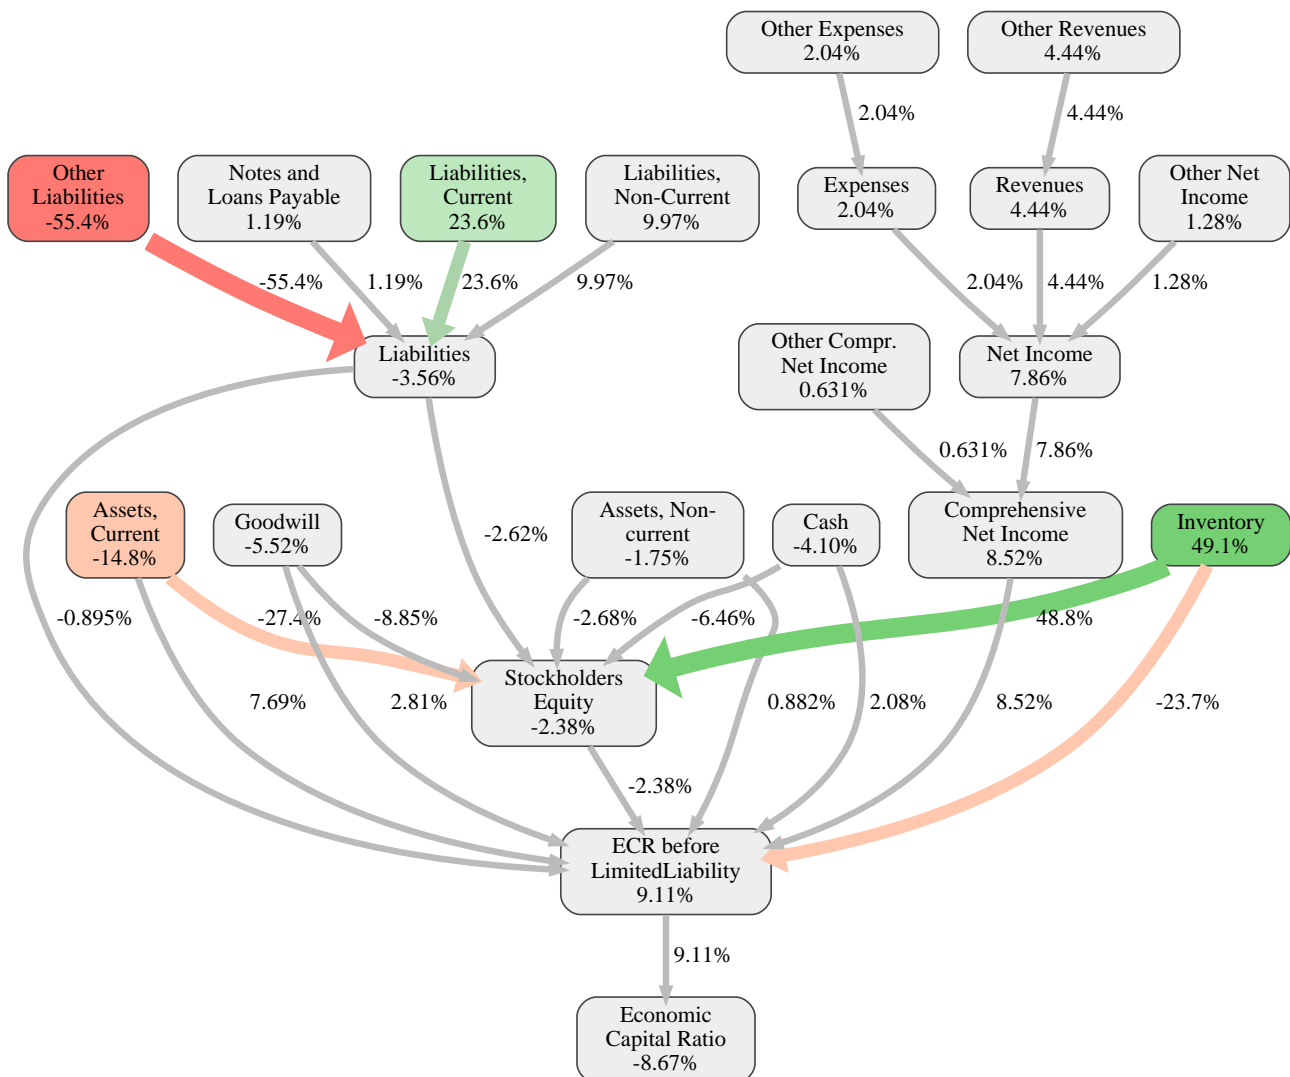 Other Expenses
2.04%
Other Revenues
4.44%
2.04%
4.44%
Other
Liabilities
-55.4%
Notes and
Loans Payable
1.19%
Liabilities,
Current
23.6%
Liabilities,
Non-Current
9.97%
Expenses
2.04%
Revenues
4.44%
Other Net
Income
1.28%
-55.4%
1.19%
23.6%
9.97%
2.04%
4.44%
1.28%
Liabilities
-3.56%
Other Compr.
Net Income
0.631%
Net Income
7.86%
0.631%
7.86%
Assets,
Current
-14.8%
Goodwill
-5.52%
-2.62%
Assets, Non-
current
-1.75%
Cash
-4.10%
Comprehensive
Net Income
8.52%
Inventory
49.1%
-0.895%
-27.4%
-8.85%
-2.68%
-6.46%
48.8%
7.69%
2.81%
Stockholders
Equity
-2.38%
0.882%
2.08%
8.52%
-23.7%
-2.38%
ECR before
LimitedLiability
9.11%
9.11%
Economic
Capital Ratio
-8.67%